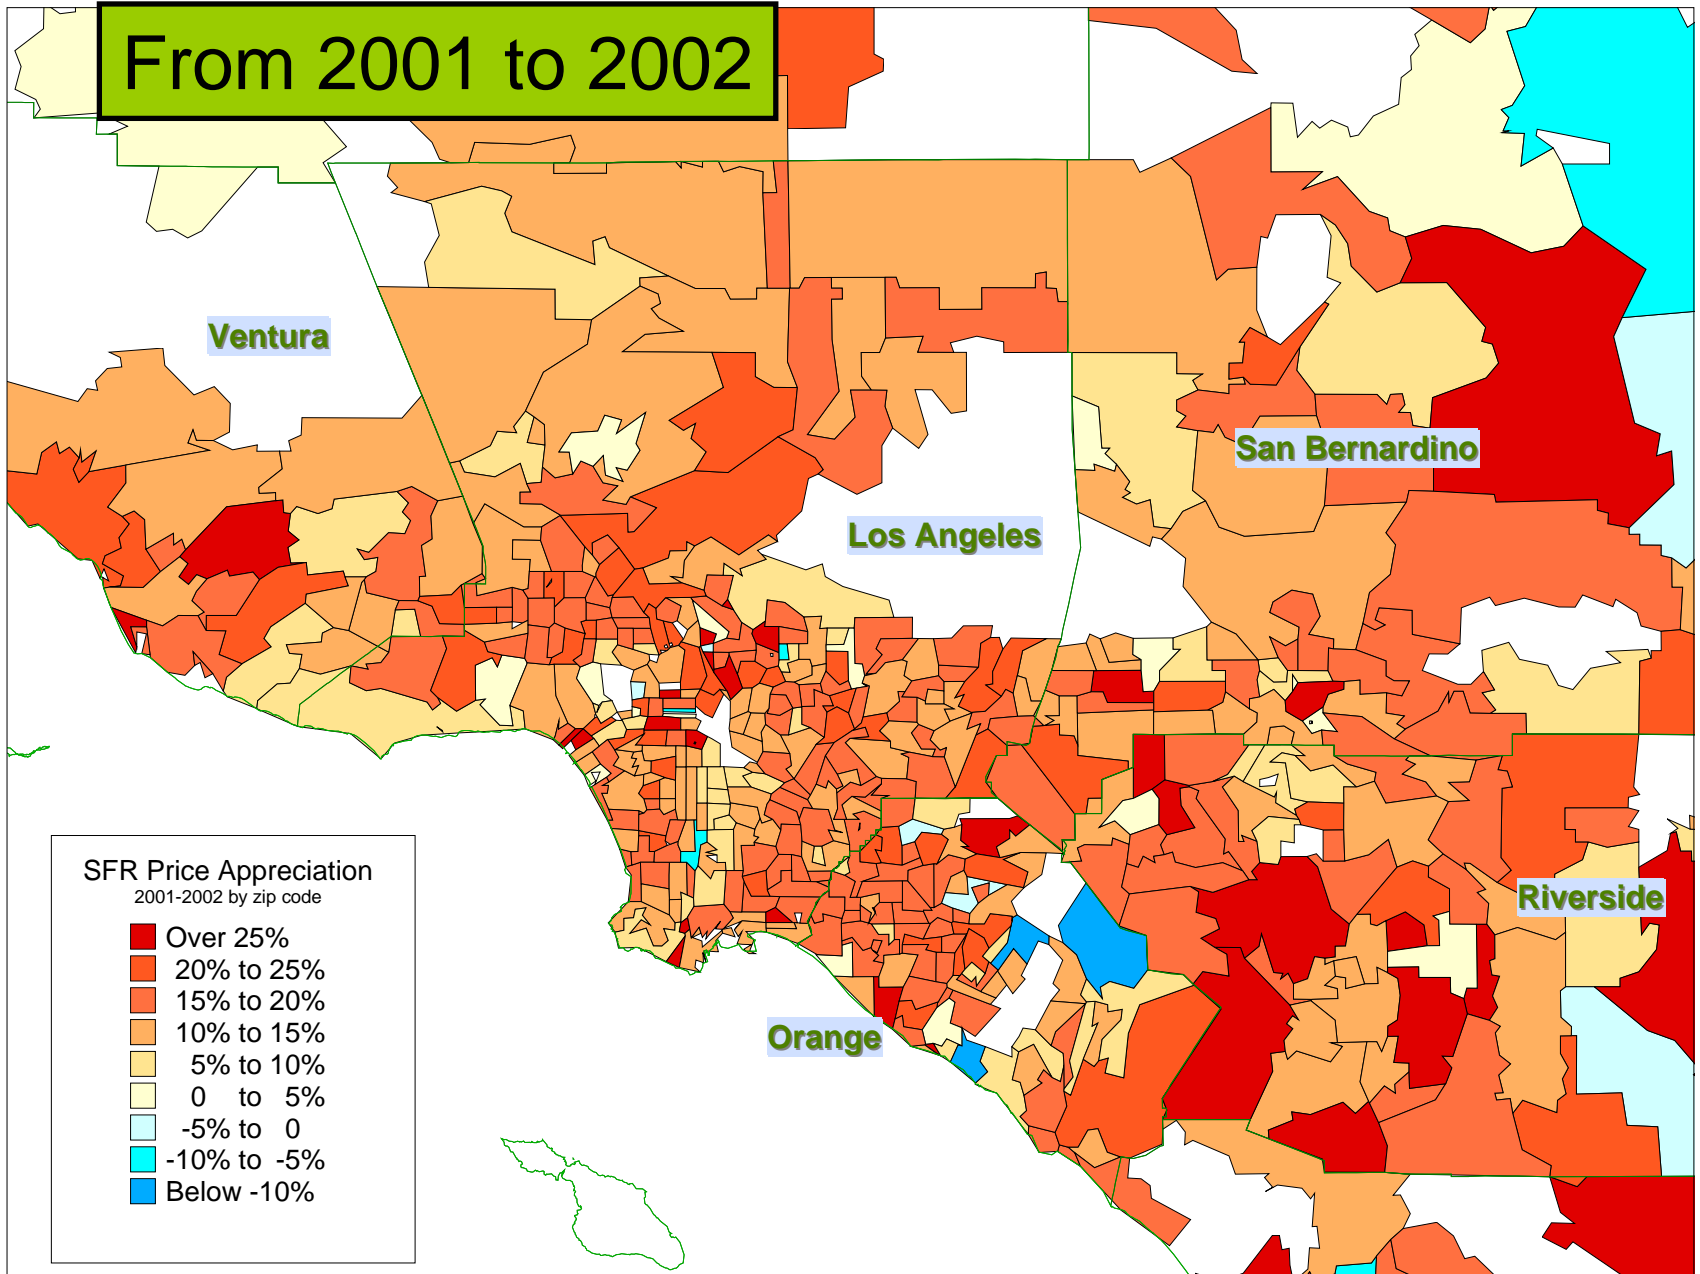 From 2001 to 2002
Ventura
San Bernardino
Los Angeles
Riverside
Orange
SFR Price Appreciation
2001-2002 by zip code
Over 25%
20% to 25%
15% to 20%
10% to 15%
5% to 10%
0 to 5%
-5% to 0
-10% to -5%
Below -10%